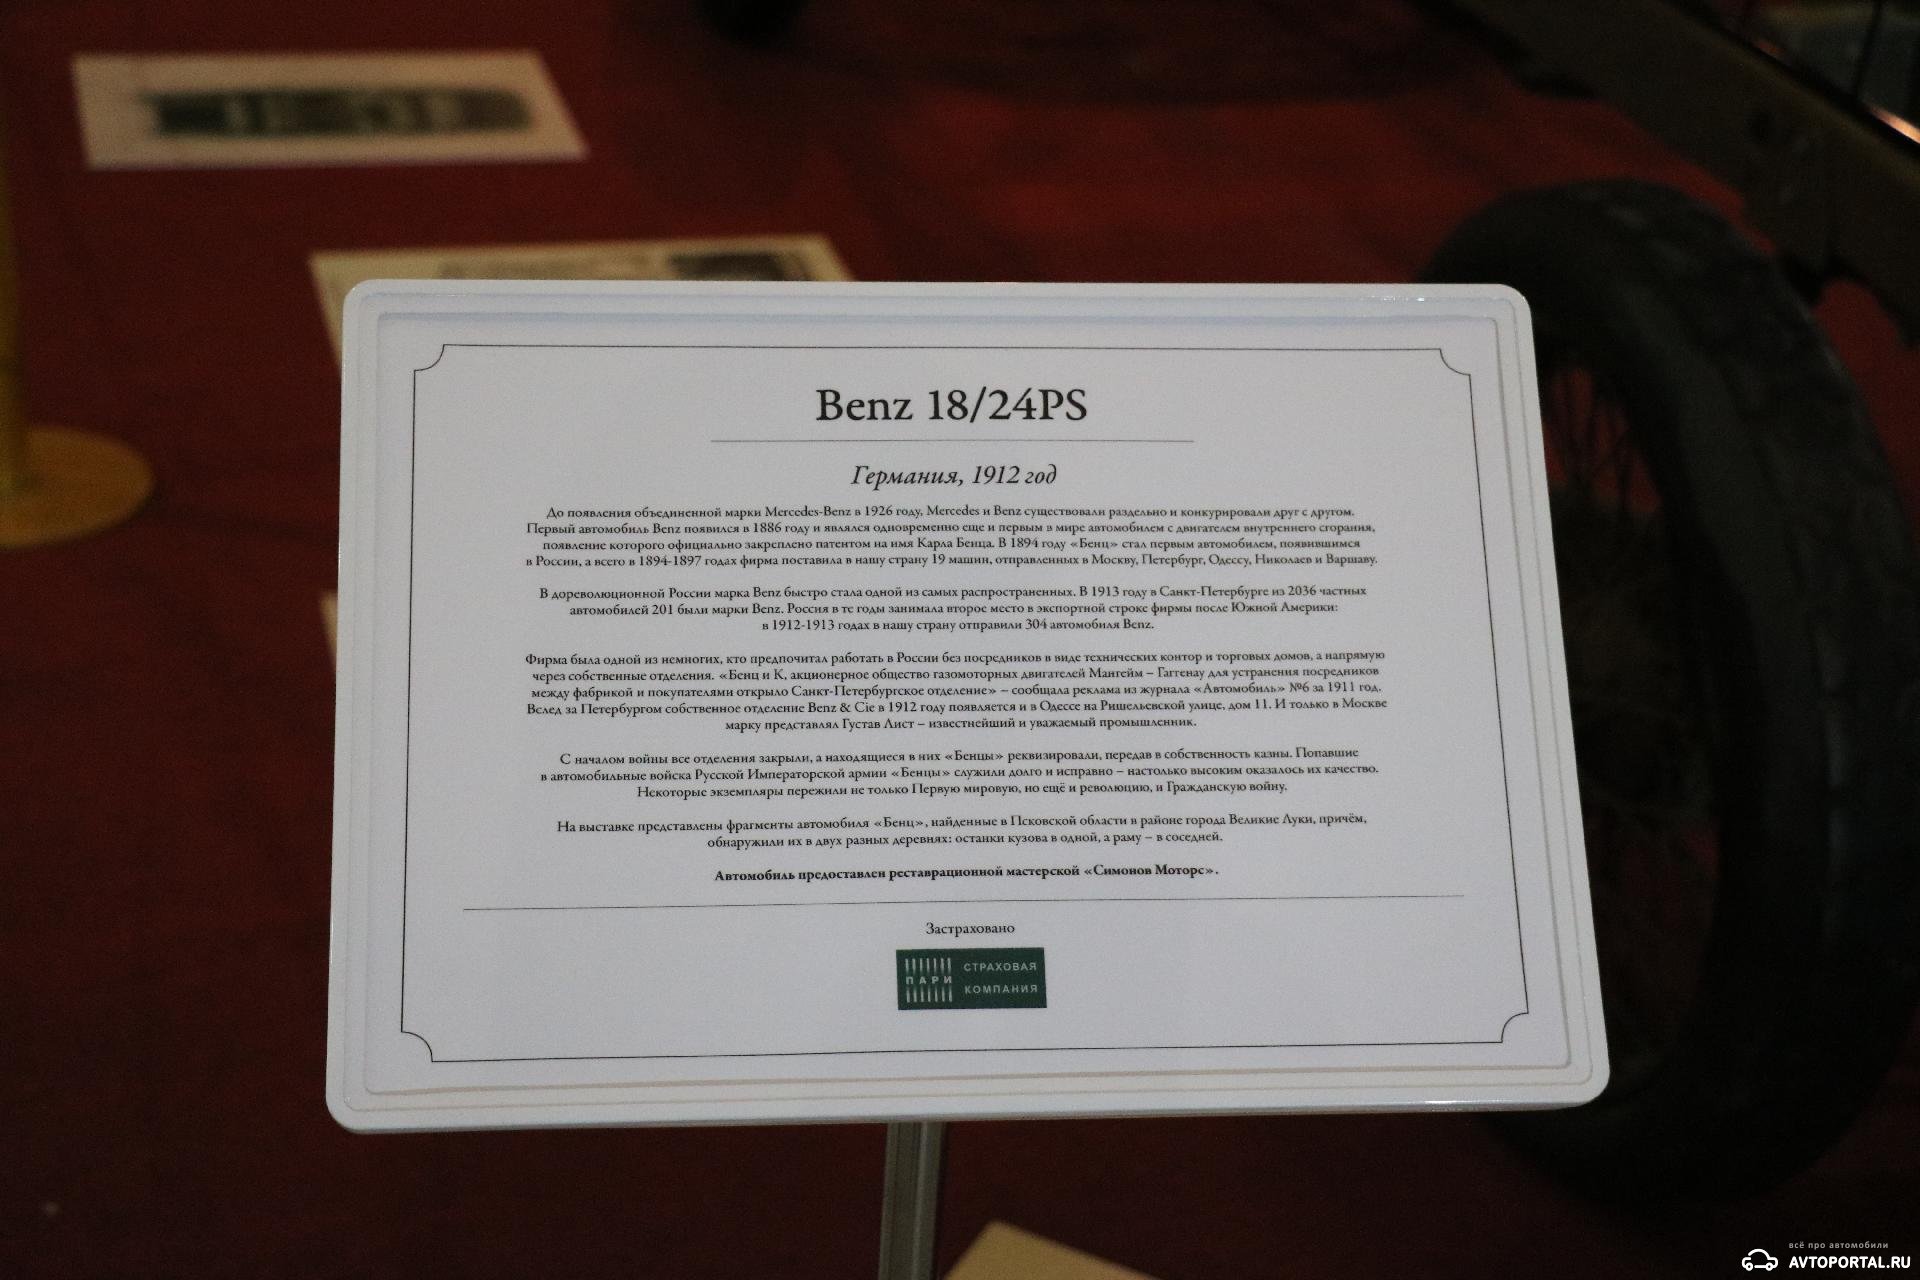 Benz 18/24PS
Германия, 1912 год
До появления объединенной марки Mercedes-Benz в 1926 году, Mercedes и Benz существовали раздельно и конкурировали друг с другом.
Первый автомобиль Benz появился в 1886 году и являлся одновременно еще и первым в мире автомобилем с двигателем внутреннего сгорания,
появление которого официально закреплено патентом на имя Карла Бенца. В 1894 году «Бенц» стал первым автомобилем, появившимся
в России, а всего в 1894-1897 годах фирма поставила в нашу страну 19 машин, отправленных в Москву, Петербург, Одессу, Николаев и Варшаву.
В дореволюционной России марка Benz быстро стала одной из самых распространенных. В 1913 году в Санкт-Петербурге из 2036 частных
автомобилей 201 были марки Benz. Россия в те годы занимала второе место в экспортной строке фирмы после Южной Америки:
в 1912-1913 годах в нашу страну отправили 304 автомобиля Benz.
Фирма была одной из немногих, кто предпочитал работать в России без посредников в виде технических контор и торговых домов, а напрямую
через собственные отделения. «Бенц и К, акционерное общество газомоторных двигателей Мангейм – Гаггенау для устранения посредников
между фабрикой и покупателями открыло Санкт-Петербургское отделение» – сообщала реклама из журнала «Автомобиль» №6 за 1911 год.
Вслед за Петербургом собственное отделение Benz & Cie в 1912 году появляется и в Одессе на Ришельевской улице, дом 11. И только в Москве
марку представлял Густав Лист – известнейший и уважаемый промышленник.
С началом войны все отделения закрыли, а находящиеся в них «Бенцы» реквизировали, передав в собственность казны. Попавшие
в автомобильные войска Русской Императорской армии «Бенцы» служили долго и исправно – настолько высоким оказалось их качество.
Некоторые экземпляры пережили не только Первую мировую, но ещё и революцию, и Гражданскую войну.
На выставке представлены фрагменты автомобиля «Бенц», найденные в Псковской области в районе города Великие Луки, причём,
обнаружили их в двух разных деревнях: останки кузова в одной, а раму – в соседней.
Автомобиль предоставлен реставрационной мастерской «Симонов Моторс».
Застраховано
ПАРИ СТРАХОВАЯ
КОМПАНИЯ
всё про автомобили
AVTOPORTAL.RU